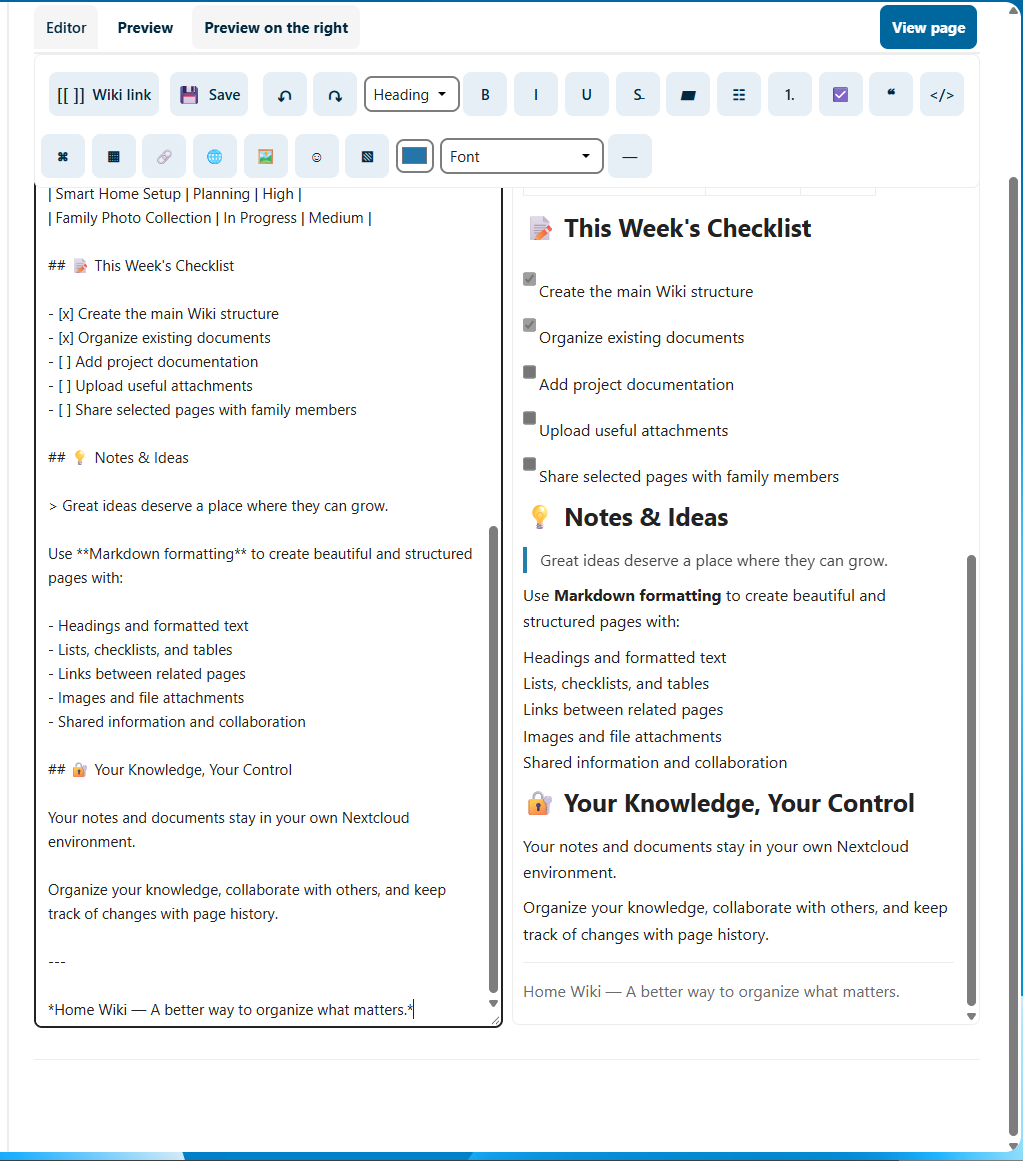 Editor Preview Preview on the right View page
[[ ]] Wiki link Save Heading B I U S 1. ❝ </>
Font —
| Smart Home Setup | Planning | High |
| Family Photo Collection | In Progress | Medium |
## 📝 This Week's Checklist
- [x] Create the main Wiki structure
- [x] Organize existing documents
- [ ] Add project documentation
- [ ] Upload useful attachments
- [ ] Share selected pages with family members
## 💡 Notes & Ideas
> Great ideas deserve a place where they can grow.
Use **Markdown formatting** to create beautiful and structured
pages with:
- Headings and formatted text
- Lists, checklists, and tables
- Links between related pages
- Images and file attachments
- Shared information and collaboration
## 🔐 Your Knowledge, Your Control
Your notes and documents stay in your own Nextcloud
environment.
Organize your knowledge, collaborate with others, and keep
track of changes with page history.
---
*Home Wiki — A better way to organize what matters.*
📝 This Week's Checklist
Create the main Wiki structure
Organize existing documents
Add project documentation
Upload useful attachments
Share selected pages with family members
💡 Notes & Ideas
Great ideas deserve a place where they can grow.
Use Markdown formatting to create beautiful and
structured pages with:
Headings and formatted text
Lists, checklists, and tables
Links between related pages
Images and file attachments
Shared information and collaboration
🔐 Your Knowledge, Your Control
Your notes and documents stay in your own Nextcloud
environment.
Organize your knowledge, collaborate with others, and keep
track of changes with page history.
Home Wiki — A better way to organize what matters.